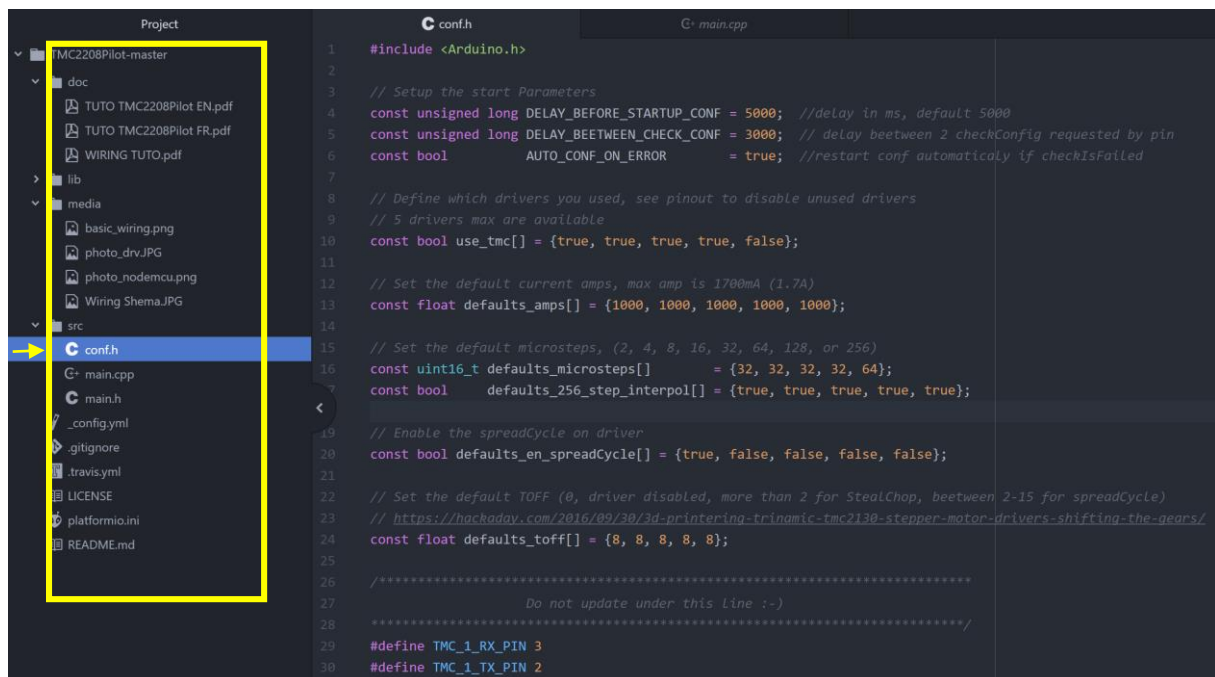 Project
TMC2208Pilot-master
doc
TUTO TMC2208Pilot EN.pdf
TUTO TMC2208Pilot FR.pdf
WIRING TUTO.pdf
lib
media
basic_wiring.png
photo_drv.JPG
photo_nodemcu.png
Wiring Shema.JPG
src
conf.h
main.cpp
main.h
_config.yml
.gitignore
.travis.yml
LICENSE
platformio.ini
README.md
conf.h
main.cpp
1 #include <Arduino.h>
2
3 // Setup the start Parameters
4 const unsigned long DELAY_BEFORE_STARTUP_CONF = 5000; //delay in ms, default 5000
5 const unsigned long DELAY_BEETWEEN_CHECK_CONF = 3000; // delay beetween 2 checkConfig requested by pin
6 const bool AUTO_CONF_ON_ERROR = true; //restart conf automaticaly if checkIsFailed
7
8 // Define which drivers you used, see pinout to disable unused drivers
9 // 5 drivers max are available
10 const bool use_tmc[] = {true, true, true, true, false};
11
12 // Set the default current amps, max amp is 1700mA (1.7A)
13 const float defaults_amps[] = {1000, 1000, 1000, 1000, 1000};
14
15 // Set the default microsteps, (2, 4, 8, 16, 32, 64, 128, or 256)
16 const uint16_t defaults_microsteps[] = {32, 32, 32, 32, 64};
7 const bool defaults_256_step_interpol[] = {true, true, true, true, true};
19 // Enable the spreadCycle on driver
20 const bool defaults_en_spreadCycle[] = {true, false, false, false, false};
21
22 // Set the default TOFF (0, driver disabled, more than 2 for StealChop, beetween 2-15 for spreadCycle)
23 // https://hackaday.com/2016/09/30/3d-printering-trinamic-tmc2130-stepper-motor-drivers-shifting-the-gears/
24 const float defaults_toff[] = {8, 8, 8, 8, 8};
25
26 /*****************************************************************************
27 Do not update under this line :-)
28 *****************************************************************************/
29 #define TMC_1_RX_PIN 3
30 #define TMC_1_TX_PIN 2